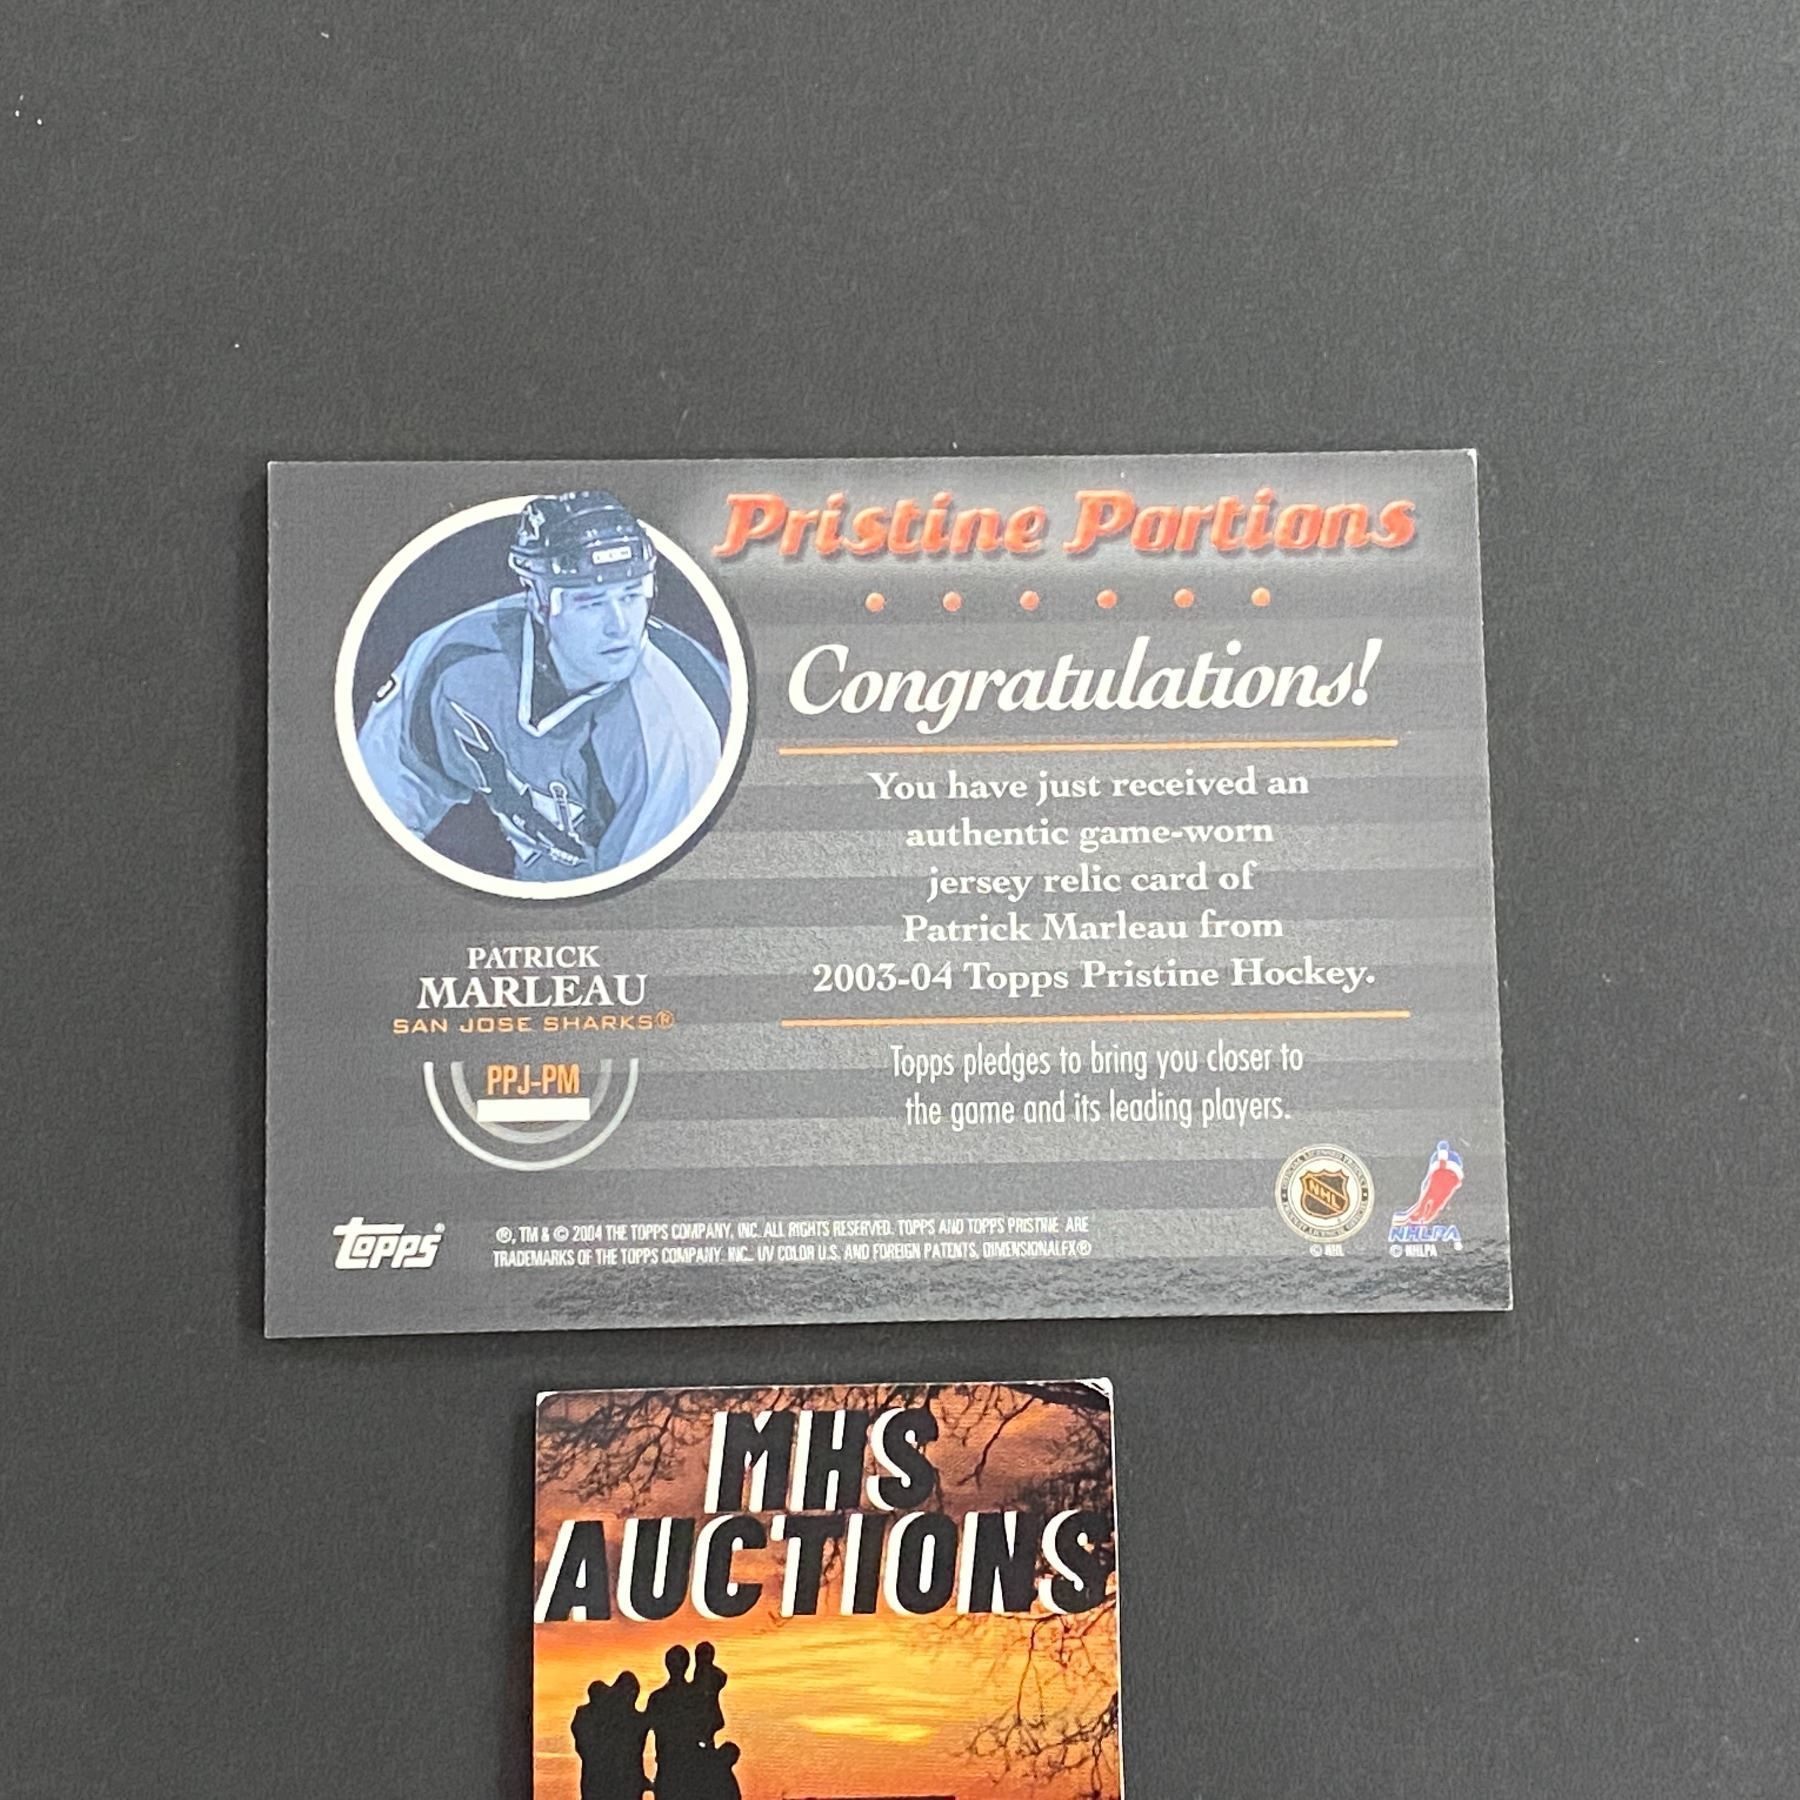 Pristine Portions
Congratulations!
You have just received an
authentic game-worn
jersey relic card of
Patrick Marleau from
2003-04 Topps Pristine Hockey.
Topps pledges to bring you closer to
the game and its leading players.
PATRICK
MARLEAU
SAN JOSE SHARKS®
PPJ-PM
topps®
®, TM & © 2004 THE TOPPS COMPANY, INC. ALL RIGHTS RESERVED. TOPPS AND TOPPS PRISTINE ARE
TRADEMARKS OF THE TOPPS COMPANY. INC.. UV COLOR U.S. AND FOREIGN PATENTS, DIMENSIONALFX®
NHL
© NHL
NHLPA ®
© NHLPA
MHS
AUCTIONS